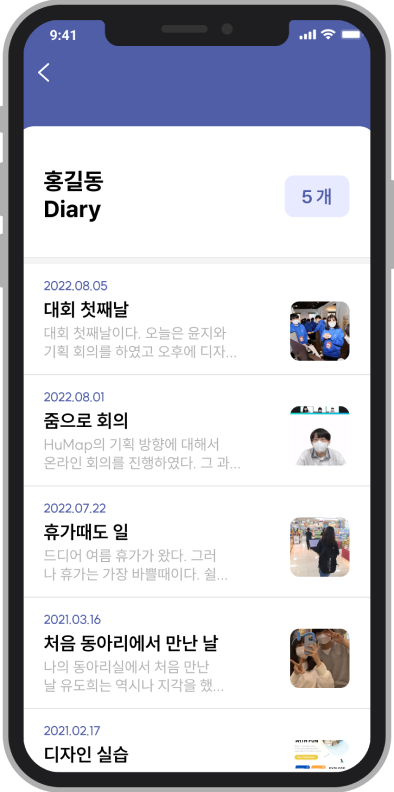 9:41
홍길동
Diary
5 개
2022.08.05
대회 첫째날
대회 첫째날이다. 오늘은 윤지와
기획 회의를 하였고 오후에 디자...
2022.08.01
줌으로 회의
HuMap의 기획 방향에 대해서
온라인 회의를 진행하였다. 그 과...
2022.07.22
휴가때도 일
드디어 여름 휴가가 왔다. 그러
나 휴가는 가장 바쁠때이다. 쉴...
2021.03.16
처음 동아리에서 만난 날
나의 동아리실에서 처음 만난
날 유도희는 역시나 지각을 했...
2021.02.17
디자인 실습